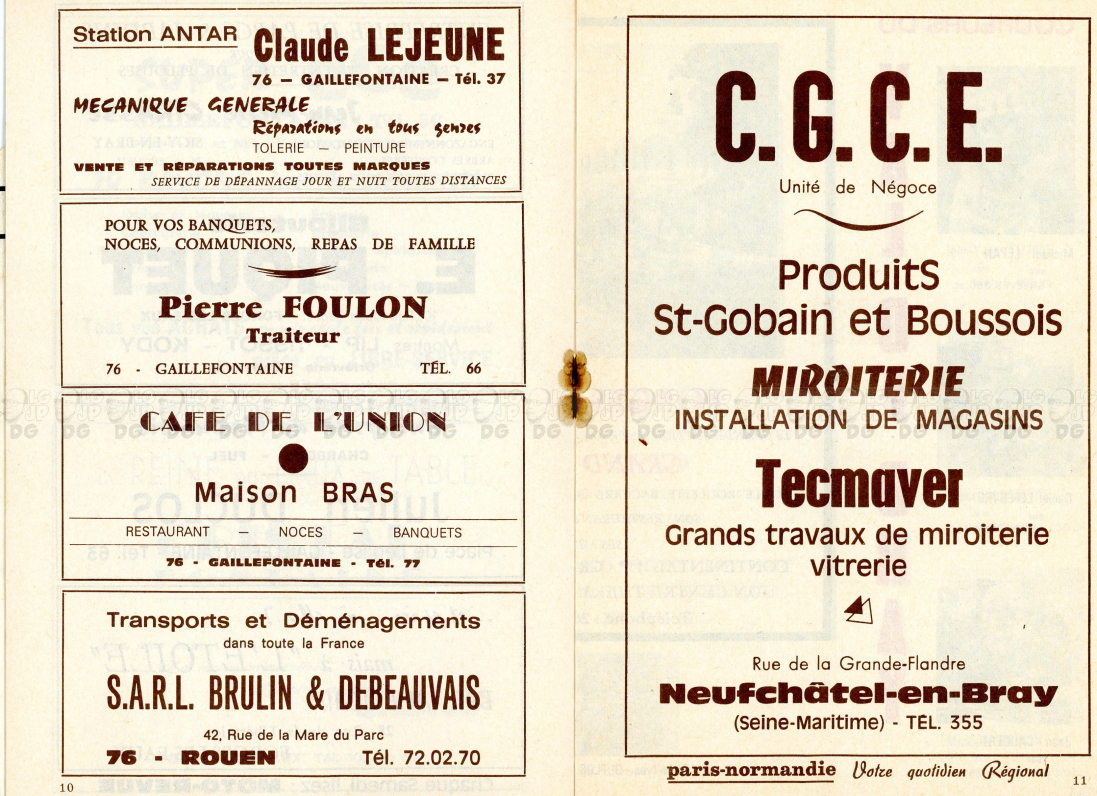 Station ANTAR Claude LEJEUNE
76 — GAILLEFONTAINE — Tél. 37
MECANIQUE GENERALE
Réparations en tous genres
TOLERIE — PEINTURE
VENTE ET RÉPARATIONS TOUTES MARQUES
SERVICE DE DÉPANNAGE JOUR ET NUIT TOUTES DISTANCES
POUR VOS BANQUETS,
NOCES, COMMUNIONS, REPAS DE FAMILLE
Pierre FOULON
Traiteur
76 - GAILLEFONTAINE TÉL. 66
CAFE DE L'UNION
Maison BRAS
RESTAURANT — NOCES — BANQUETS
76 - GAILLEFONTAINE - Tél. 77
Transports et Déménagements
dans toute la France
S.A.R.L. BRULIN & DEBEAUVAIS
42, Rue de la Mare du Parc
76 - ROUEN Tél. 72.02.70
10
C. G. C. E.
Unité de Négoce
ProduitS
St-Gobain et Boussois
MIROITERIE
INSTALLATION DE MAGASINS
Tecmaver
Grands travaux de miroiterie
vitrerie
Rue de la Grande-Flandre
Neufchâtel-en-Bray
(Seine-Maritime) - TÉL. 355
paris-normandie Votre quotidien Régional
11